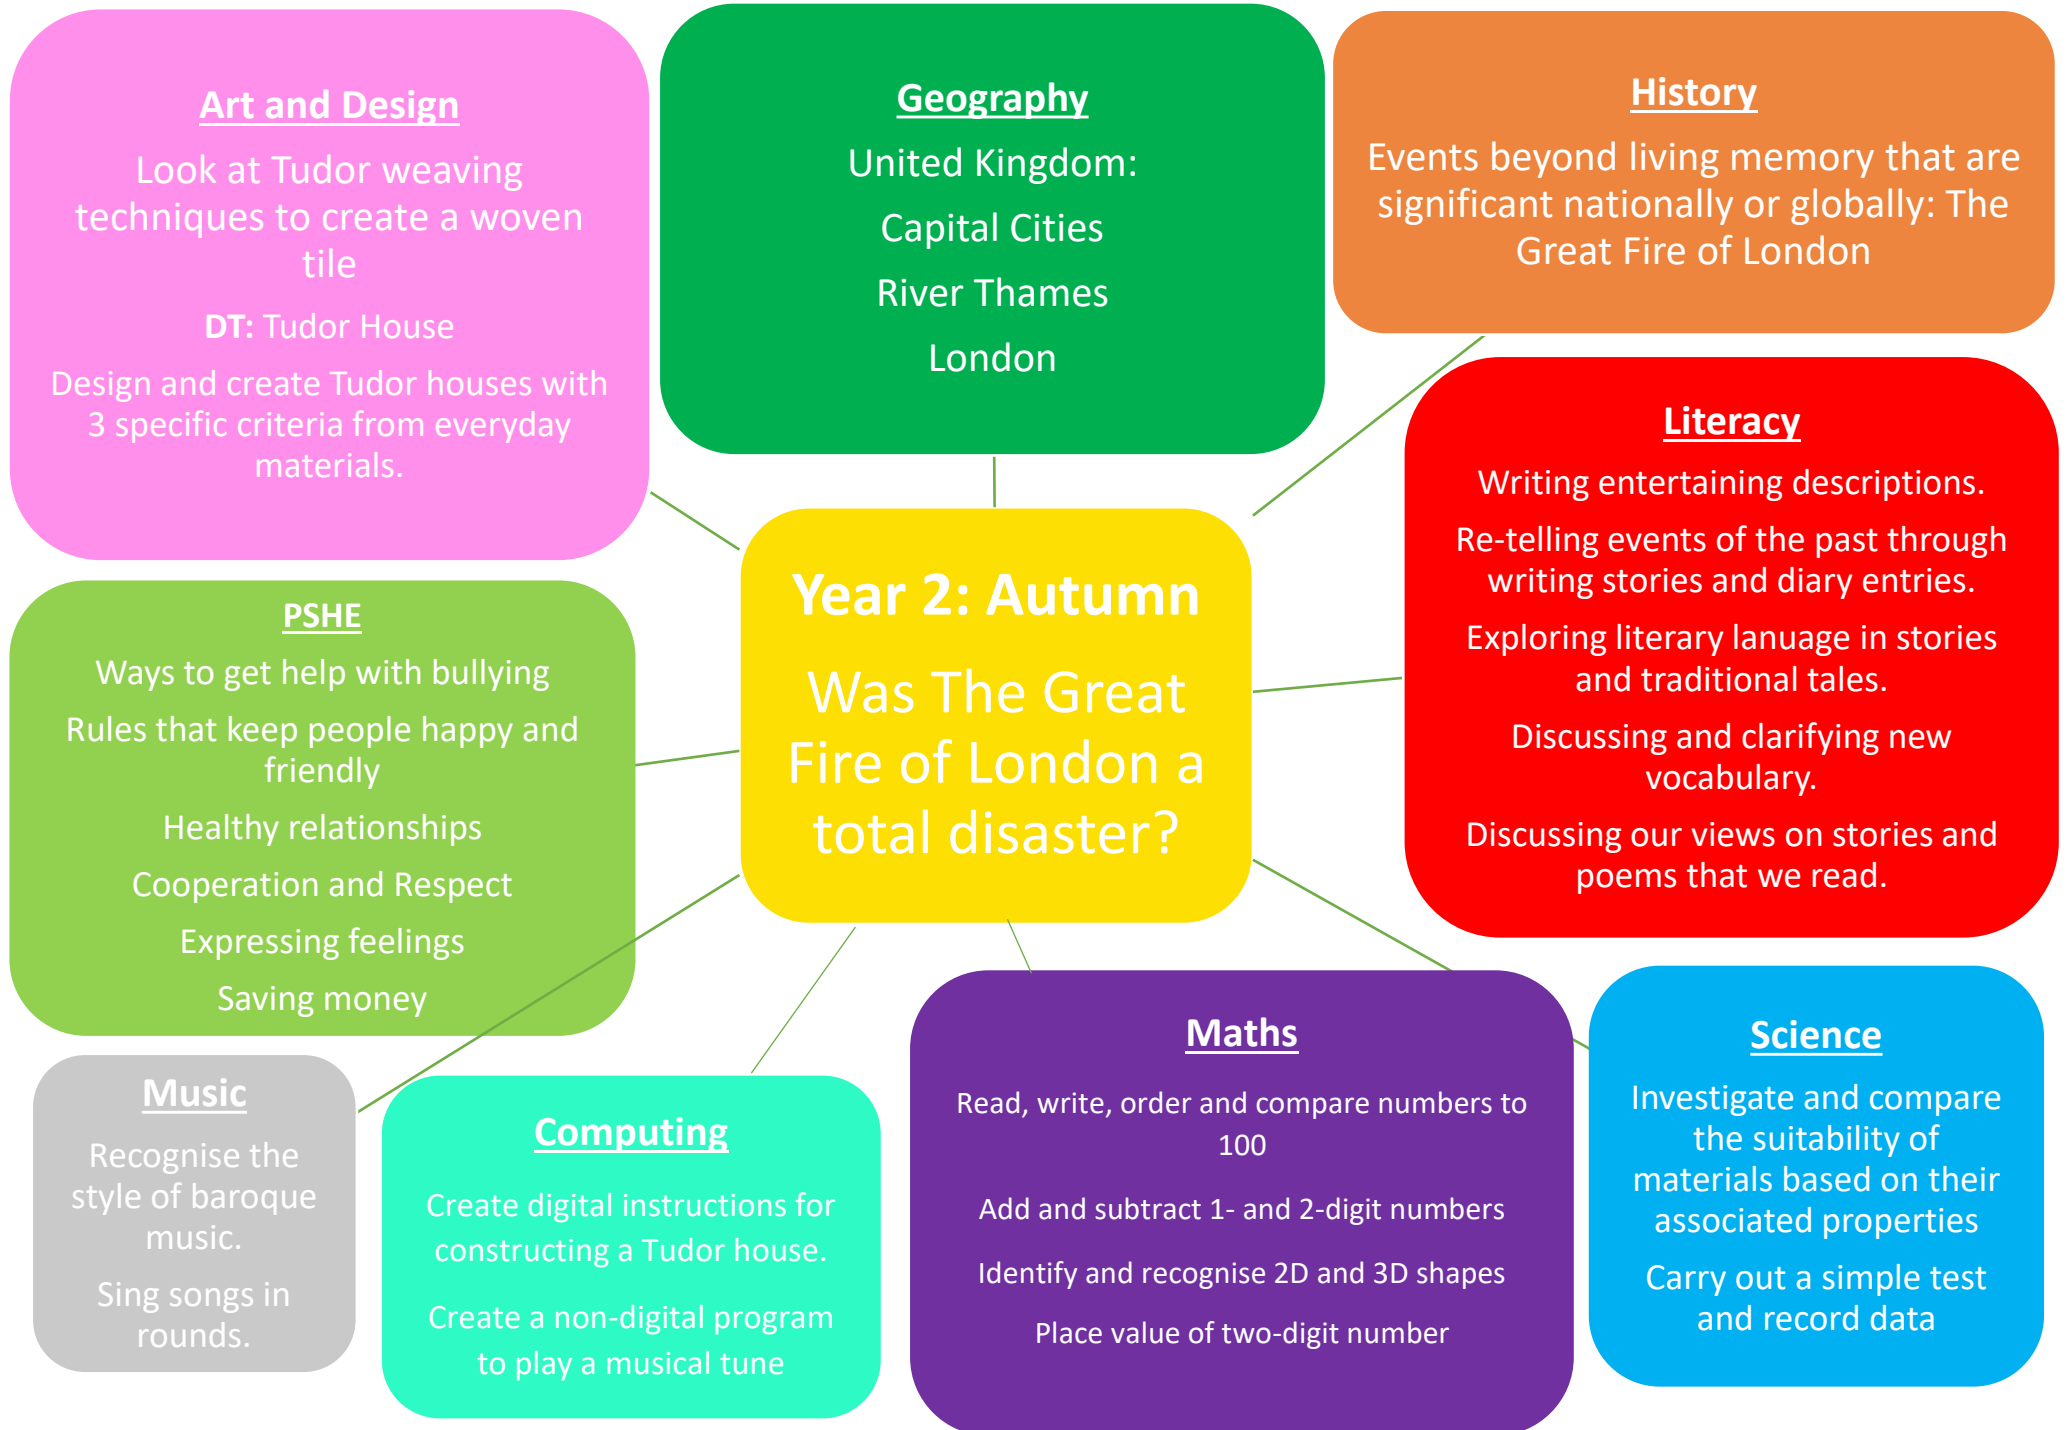 Art and Design
Look at Tudor weaving
techniques to create a woven
tile
DT: Tudor House
Design and create Tudor houses with
3 specific criteria from everyday
materials.
Geography
United Kingdom:
Capital Cities
River Thames
London
History
Events beyond living memory that are
significant nationally or globally: The
Great Fire of London
Literacy
Writing entertaining descriptions.
Re-telling events of the past through
writing stories and diary entries.
Exploring literary lanuage in stories
and traditional tales.
Discussing and clarifying new
vocabulary.
Discussing our views on stories and
poems that we read.
Year 2: Autumn
Was The Great
Fire of London a
total disaster?
PSHE
Ways to get help with bullying
Rules that keep people happy and
friendly
Healthy relationships
Cooperation and Respect
Expressing feelings
Saving money
Music
Recognise the
style of baroque
music.
Sing songs in
rounds.
Computing
Create digital instructions for
constructing a Tudor house.
Create a non-digital program
to play a musical tune
Maths
Read, write, order and compare numbers to
100
Add and subtract 1- and 2-digit numbers
Identify and recognise 2D and 3D shapes
Place value of two-digit number
Science
Investigate and compare
the suitability of
materials based on their
associated properties
Carry out a simple test
and record data